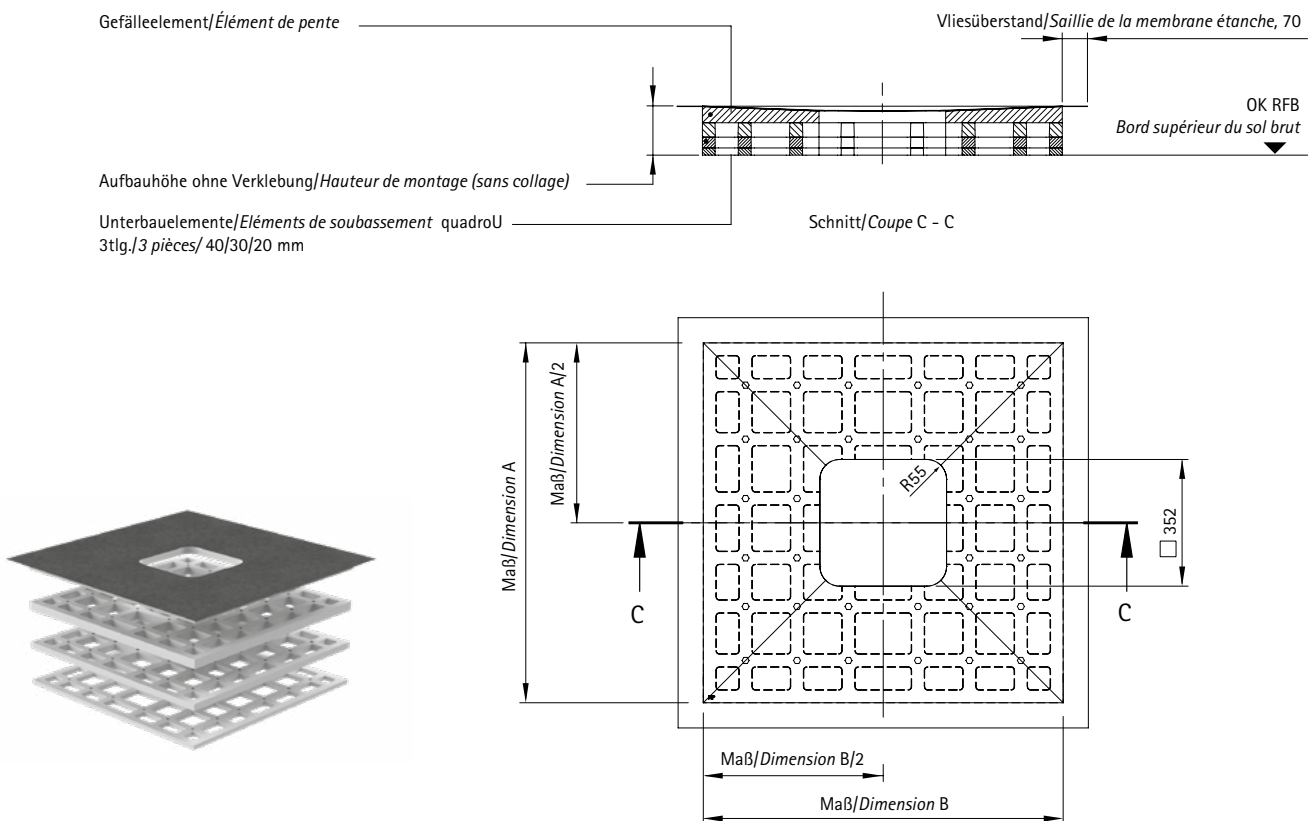 Gefälleelement/Élément de pente
Vliesüberstand/Saillie de la membrane étanche, 70
OK RFB
Bord supérieur du sol brut
Aufbauhöhe ohne Verklebung/Hauteur de montage (sans collage)
Unterbauelemente/Eléments de soubassement quadroU
3tlg./3 pièces/ 40/30/20 mm
Schnitt/Coupe C - C
Maß/Dimension A
Maß/Dimension A/2
R55
352
C
C
Maß/Dimension B/2
Maß/Dimension B